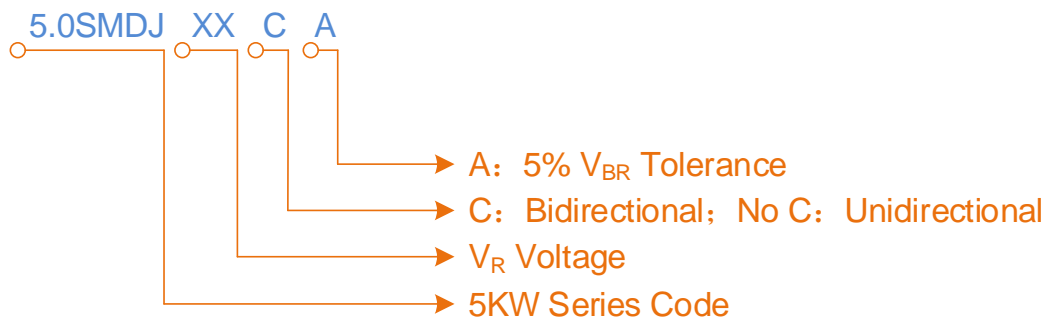 5.0SMDJ XX C A
A：5% VBR Tolerance
C：Bidirectional；No C：Unidirectional
VR Voltage
5KW Series Code